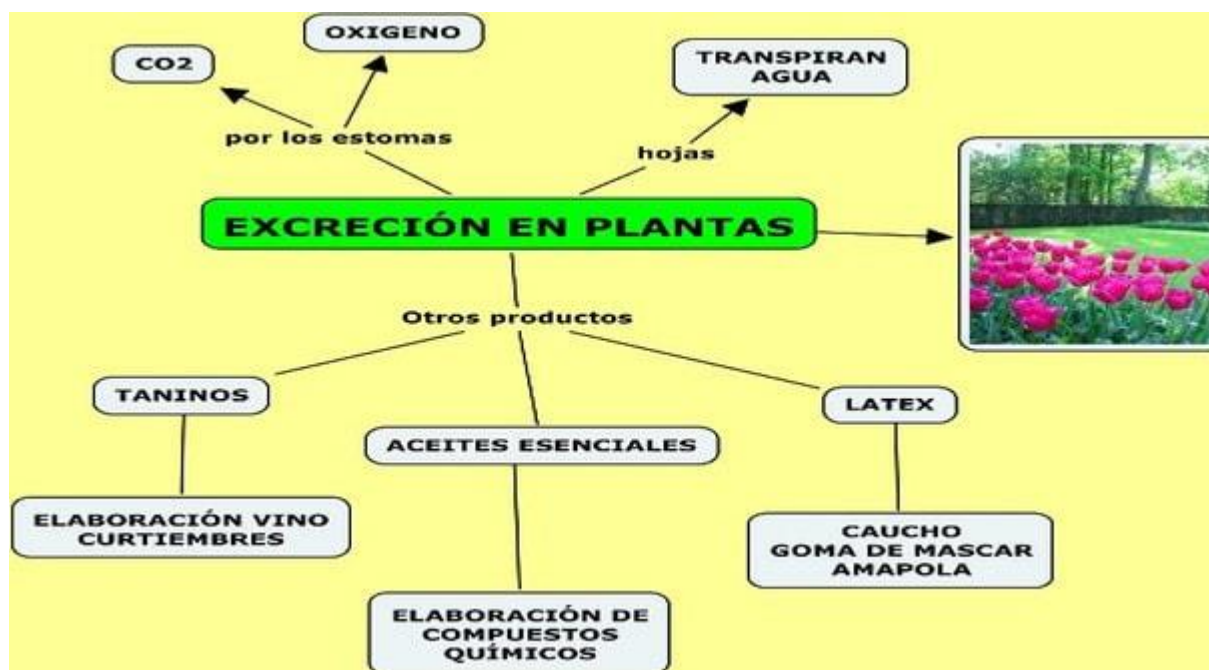 OXIGENO
CO2
TRANSPIRAN
AGUA
por los estomas
hojas
EXCRECIÓN EN PLANTAS
Otros productos
TANINOS
LATEX
ACEITES ESENCIALES
ELABORACIÓN VINO
CURTIEMBRES
CAUCHO
GOMA DE MASCAR
AMAPOLA
ELABORACIÓN DE
COMPUESTOS
QUÍMICOS